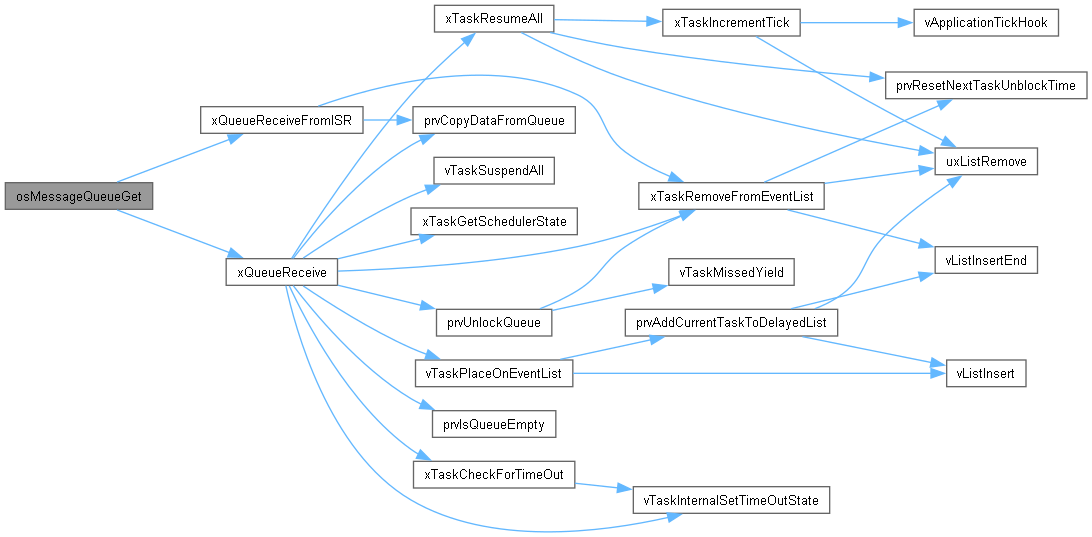 osMessageQueueGet
xQueueReceiveFromISR
xQueueReceive
xTaskResumeAll
prvCopyDataFromQueue
vTaskSuspendAll
xTaskGetSchedulerState
prvUnlockQueue
vTaskPlaceOnEventList
prvIsQueueEmpty
xTaskCheckForTimeOut
xTaskIncrementTick
xTaskRemoveFromEventList
vTaskMissedYield
prvAddCurrentTaskToDelayedList
vTaskInternalSetTimeOutState
vApplicationTickHook
prvResetNextTaskUnblockTime
uxListRemove
vListInsertEnd
vListInsert